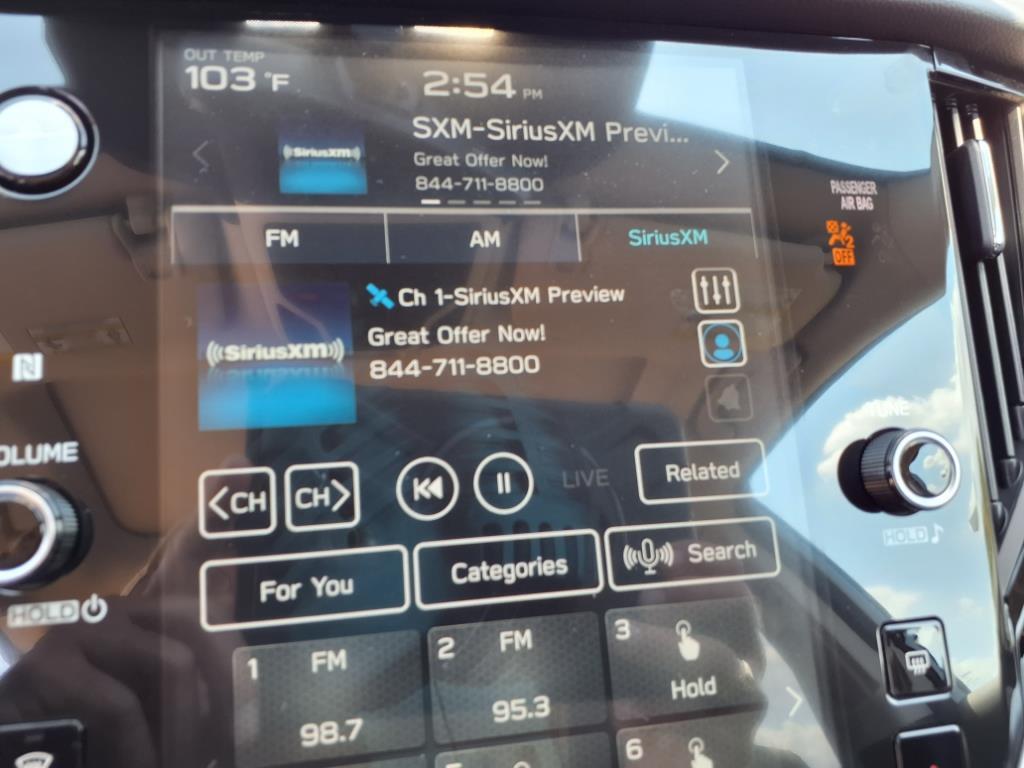 OUT TEMP
103 °F
2:54 PM
SXM-SiriusXM Previ...
((SiriusXM))
Great Offer Now!
844-711-8800
PASSENGER
AIR BAG
OFF
FM
AM
SiriusXM
Ch 1-SiriusXM Preview
Great Offer Now!
844-711-8800
((SiriusXM))
N
OLUME
TUNE
<CH
CH>
LIVE
Related
HOLD
For You
Categories
Search
HOLD
1 FM
98.7
2 FM
95.3
3
Hold
6